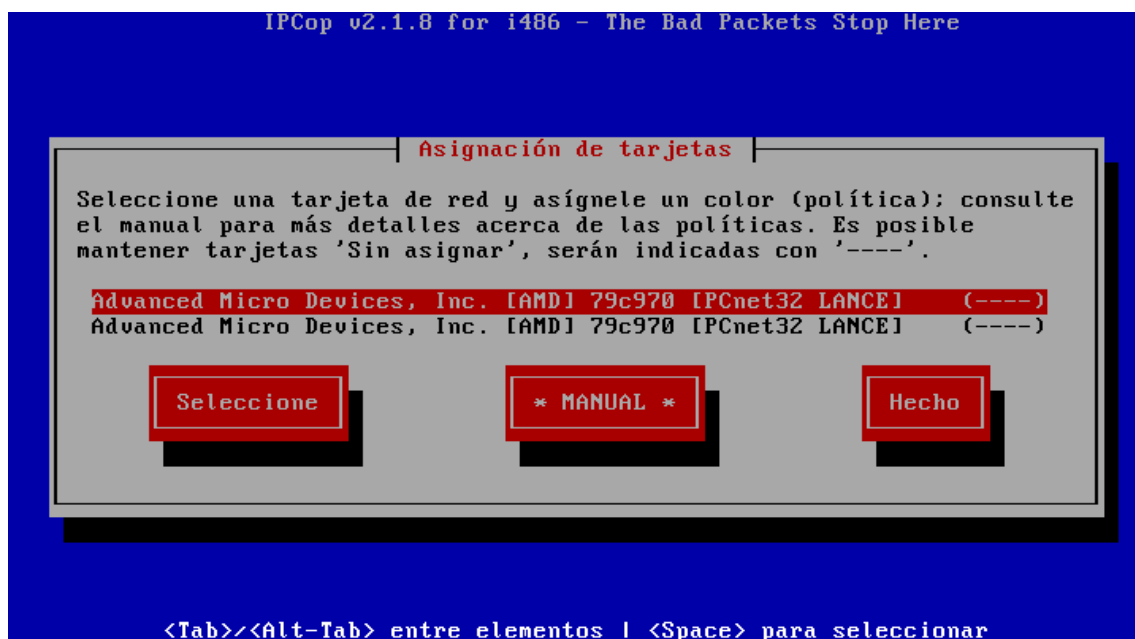 IPCop v2.1.8 for i486 - The Bad Packets Stop Here
Asignación de tarjetas
Seleccione una tarjeta de red y asígnele un color (política); consulte
el manual para más detalles acerca de las políticas. Es posible
mantener tarjetas 'Sin asignar', serán indicadas con '----'.
Advanced Micro Devices, Inc. [AMD] 79c970 [PCnet32 LANCE] (----)
Advanced Micro Devices, Inc. [AMD] 79c970 [PCnet32 LANCE] (----)
Seleccione * MANUAL * Hecho
<Tab>/<Alt-Tab> entre elementos | <Space> para seleccionar